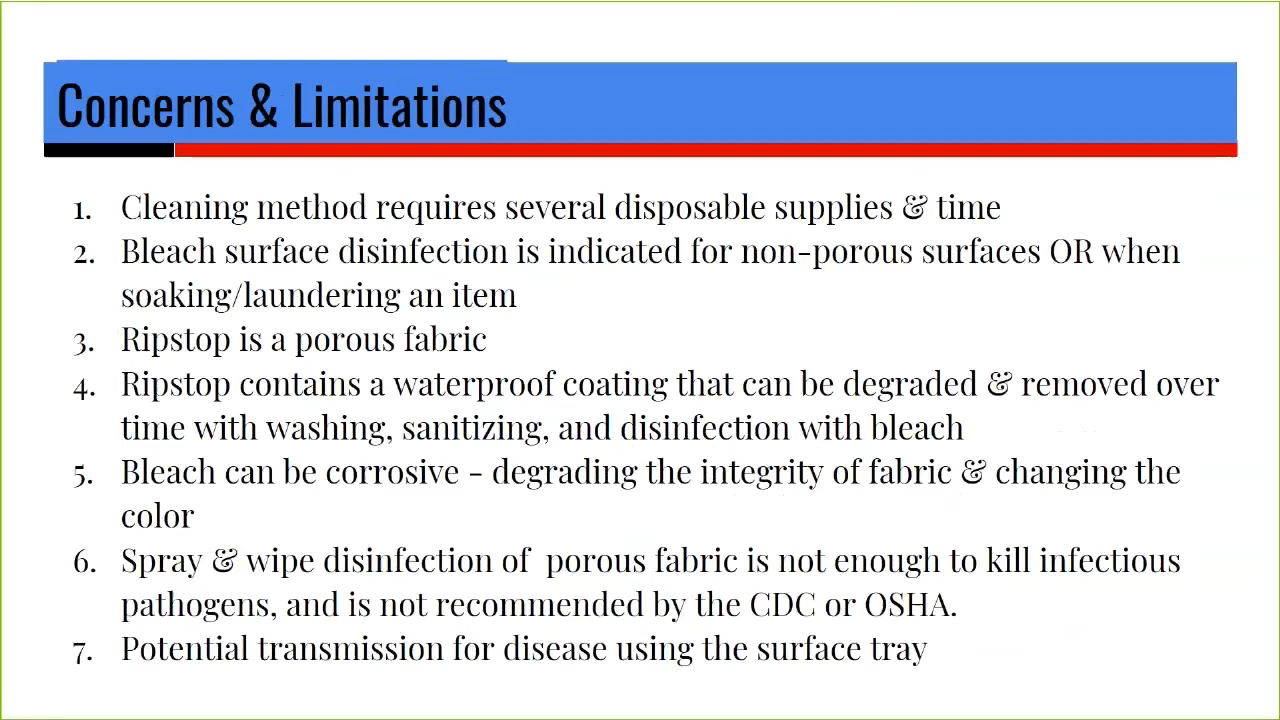 Concerns & Limitations
1. Cleaning method requires several disposable supplies & time
2. Bleach surface disinfection is indicated for non-porous surfaces OR when
soaking/laundering an item
3. Ripstop is a porous fabric
4. Ripstop contains a waterproof coating that can be degraded & removed over
time with washing, sanitizing, and disinfection with bleach
5. Bleach can be corrosive - degrading the integrity of fabric & changing the
color
6. Spray & wipe disinfection of  porous fabric is not enough to kill infectious
pathogens, and is not recommended by the CDC or OSHA.
7. Potential transmission for disease using the surface tray